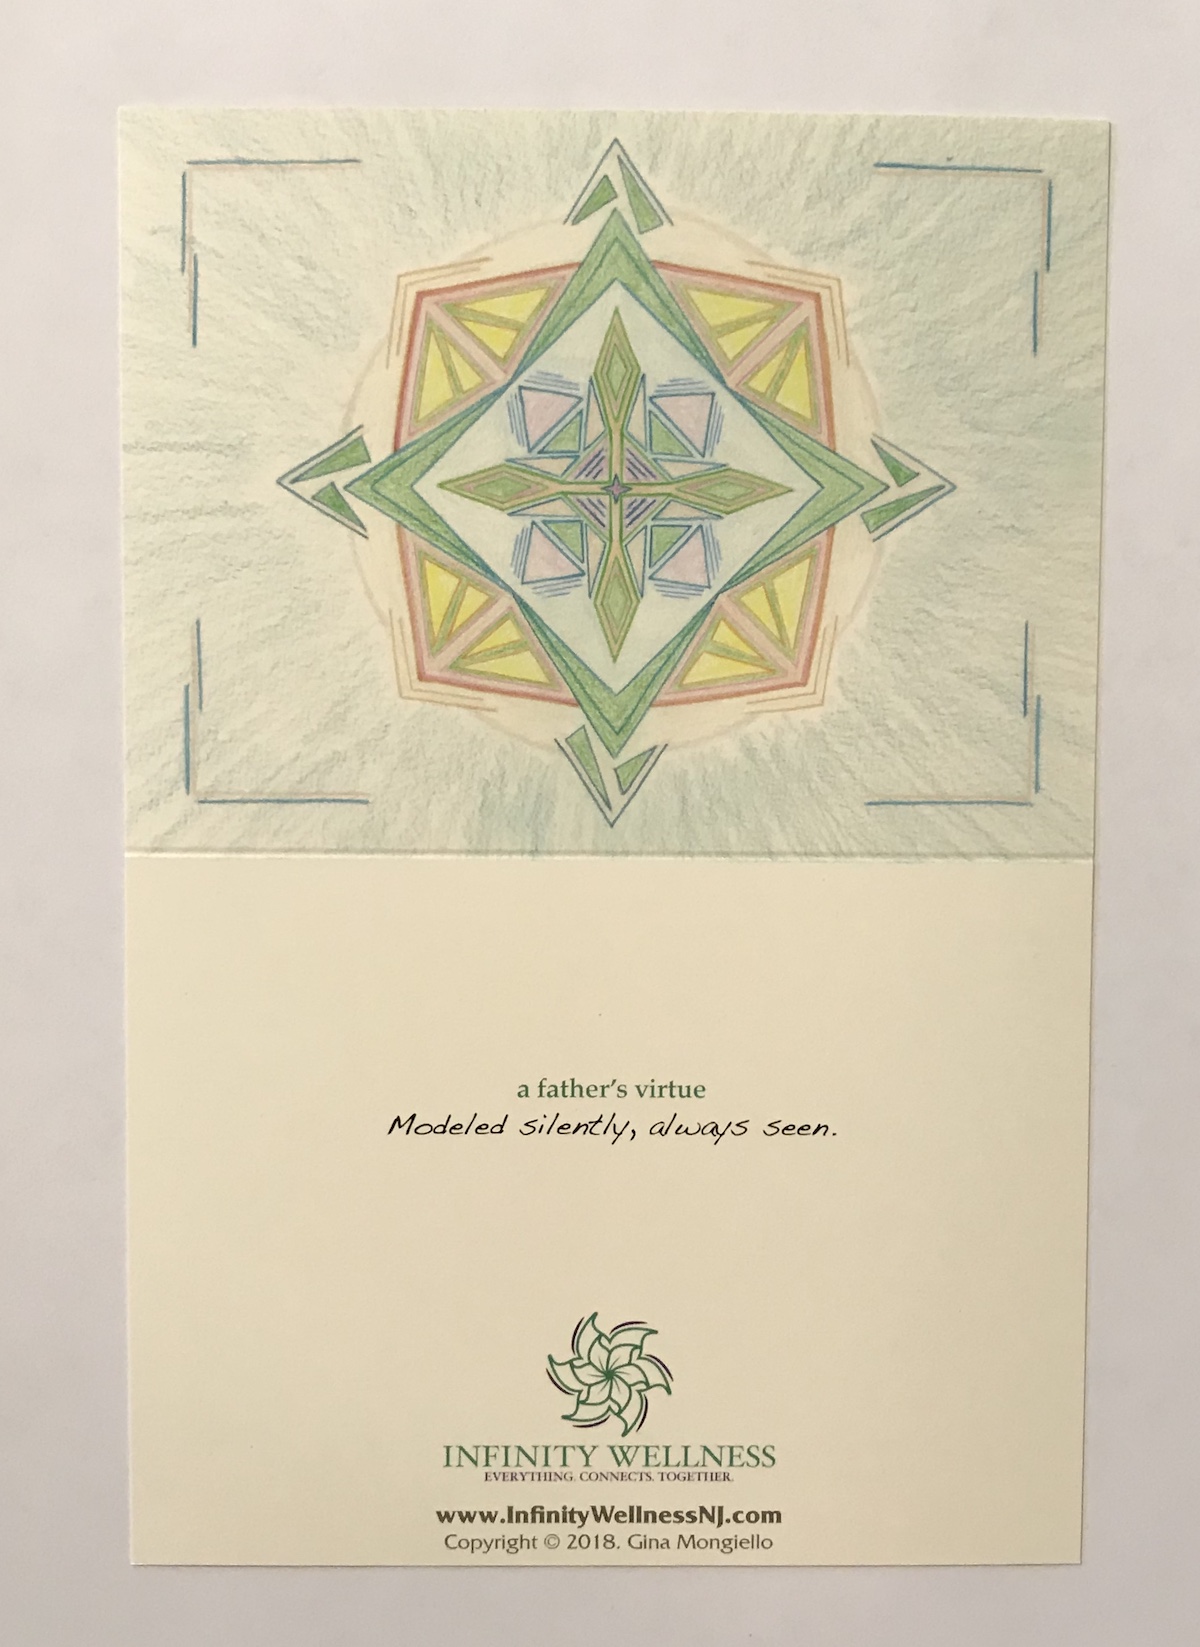 a father's virtue
Modeled silently, always seen.
INFINITY WELLNESS
EVERYTHING. CONNECTS. TOGETHER.
www.InfinityWellnessNJ.com
Copyright © 2018. Gina Mongiello